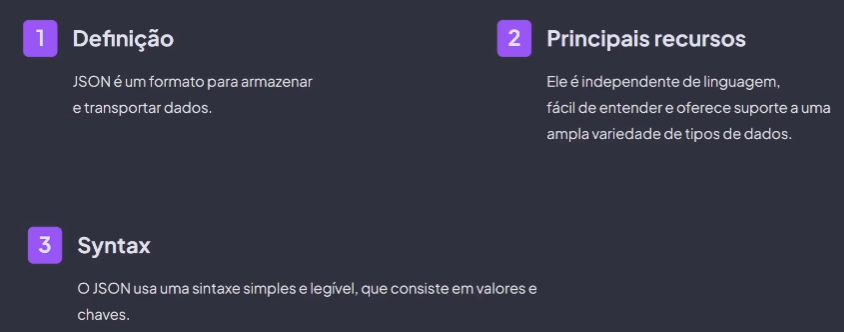 1 Definição
JSON é um formato para armazenar
e transportar dados.
2 Principais recursos
Ele é independente de linguagem,
fácil de entender e oferece suporte a uma
ampla variedade de tipos de dados.
3 Syntax
O JSON usa uma sintaxe simples e legível, que consiste em valores e
chaves.